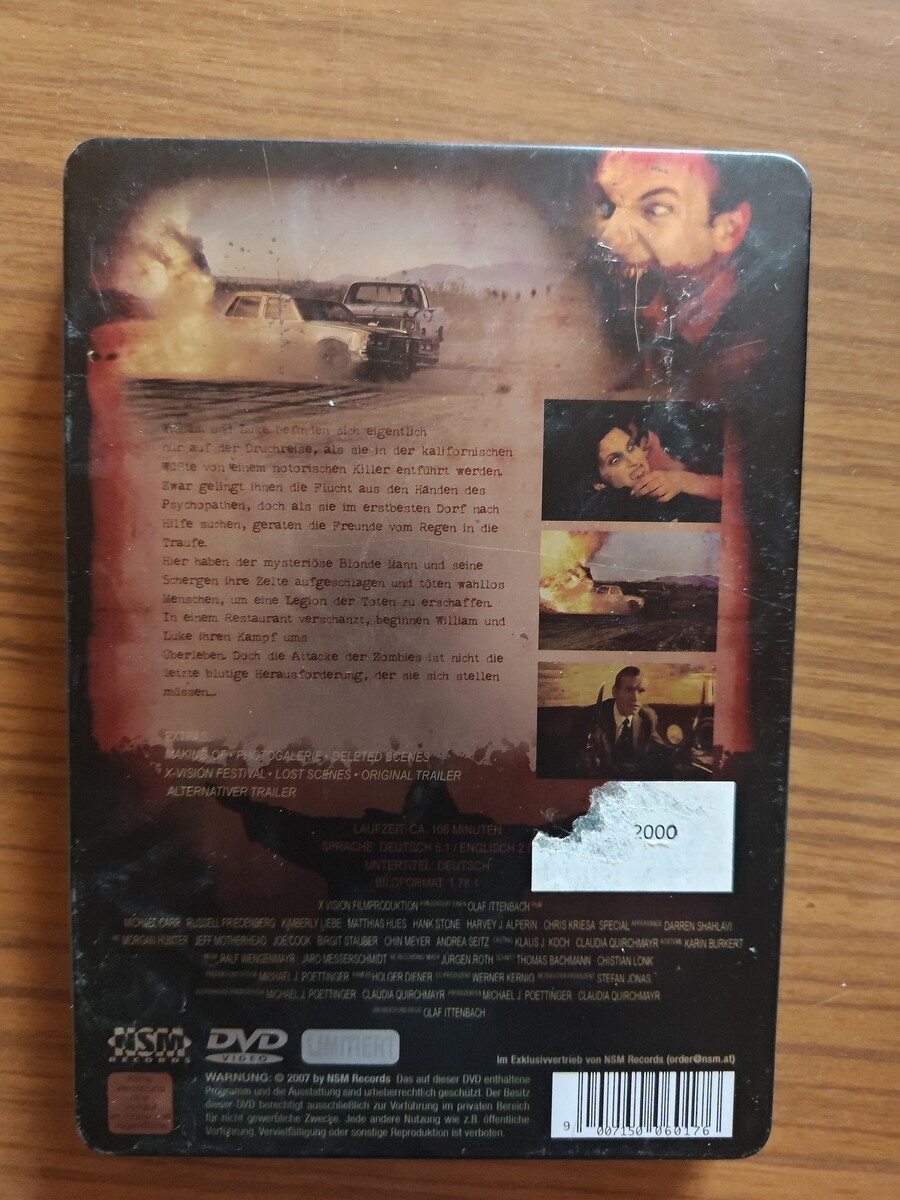 William und Luke befinden sich eigentlich
nur auf der Druchreise, als sie in der kalifornischen
Wüßte von einem notorischen Killer entführt werden.
Zwar gelingt ihnen die Flucht aus den Händen des
Psychopathen, doch als sie im erstbesten Dorf nach
Hilfe suchen, geraten die Freunde vom Regen in die
Traufe.
Hier haben der mysteriöse Blonde Mann und seine
Schergen ihre Zelte aufgeschlagen und töten wahllos
Menschen, um eine Legion der Toten zu erschaffen.
In einem Restaurant verschanzt, beginnen William und
Luke ihren Kampf ums
Überleben. Doch die Attacke der Zombies ist nicht die
letzte blutige Herausforderung, der sie sich stellen
müssen...
EXTRAS:
MAKING OF • PHOTOGALERIE • DELETED SCENES
X-VISION FESTIVAL • LOST SCENES • ORIGINAL TRAILER
ALTERNATIVER TRAILER
2000
LAUFZEIT: CA. 106 MINUTEN
SPRACHE: DEUTSCH 5.1 / ENGLISCH 2.0
UNTERTITEL: DEUTSCH
BILDFORMAT: 1.78:1
X VISION FILMPRODUKTION OLAF ITTENBACH FILM
MICHAEL CARR RUSSELL FRIEDENBERG KIMBERLY LIEBE MATTHIAS HUES HANK STONE HARVEY J. ALPERIN CHRIS KRIESA SPECIAL DARREN SHAHLAVI
MORGAN HUNTER JEFF MOTHERHEAD JOE COOK BIRGIT STAUBER CHIN MEYER ANDREA SEITZ CASTING KLAUS J. KOCH CLAUDIA QUIRCHMAYR KOSTÜME KARIN BURKERT
RALF WENGENMAYR JARO MESSERSCHMIDT JÜRGEN ROTH SCHNITT THOMAS BACHMANN CHISTIAN LONK
MICHAEL J. POETTINGER KAMERA HOLGER DIENER WERNER KERNIG STEFAN JONAS
MICHAEL J. POETTINGER CLAUDIA QUIRCHMAYR MICHAEL J. POETTINGER CLAUDIA QUIRCHMAYR
OLAF ITTENBACH
NSM
RECORDS
DVD
VIDEO
LIMITIERT
Im Exklusivvertrieb von NSM Records (order@nsm.at)
WARNUNG: © 2007 by NSM Records Das auf dieser DVD enthaltene
Programm und die Ausstattung sind urheberrechtlich geschützt. Der Besitz
dieser DVD berechtigt ausschließlich zur Vorführung im privaten Bereich
für nicht gewerbliche Zwecke. Jede andere Nutzung wie z.B. öffentliche
Vorführung, Vervielfältigung oder sonstige Reproduktion ist verboten.
9 007150 060176